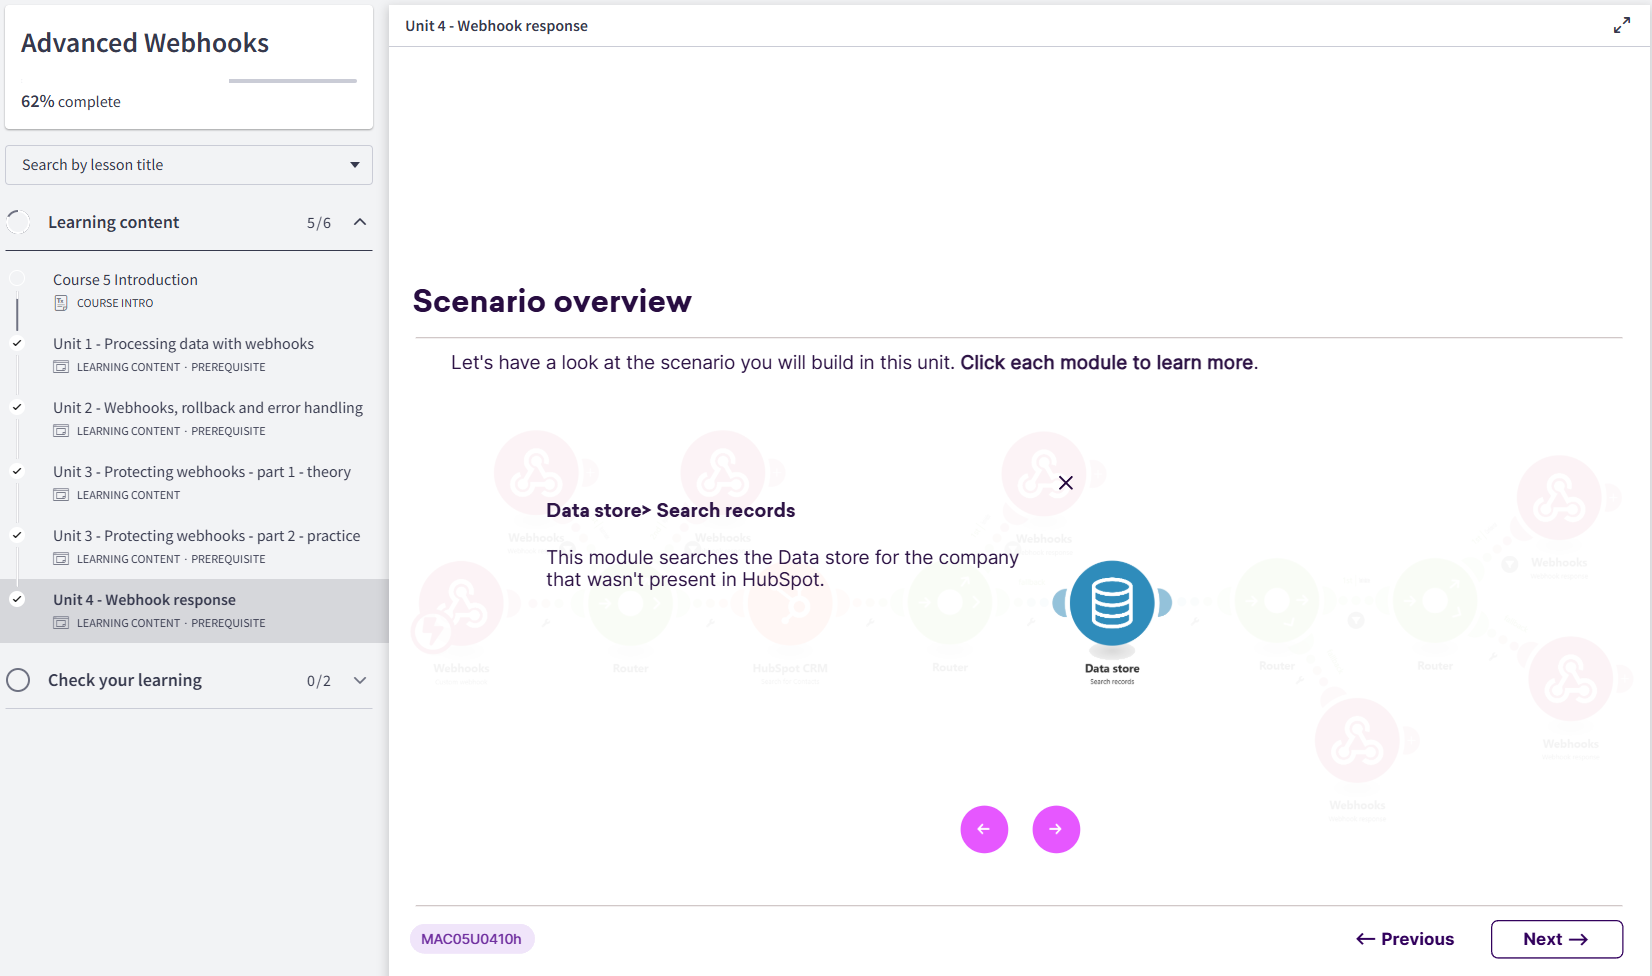 Advanced Webhooks
62% complete
Search by lesson title
Learning content 5/6
Course 5 Introduction
COURSE INTRO
Unit 1 - Processing data with webhooks
LEARNING CONTENT · PREREQUISITE
Unit 2 - Webhooks, rollback and error handling
LEARNING CONTENT · PREREQUISITE
Unit 3 - Protecting webhooks - part 1 - theory
LEARNING CONTENT
Unit 3 - Protecting webhooks - part 2 - practice
LEARNING CONTENT · PREREQUISITE
Unit 4 - Webhook response
LEARNING CONTENT · PREREQUISITE
Check your learning 0/2
Unit 4 - Webhook response
Scenario overview
Let's have a look at the scenario you will build in this unit. Click each module to learn more.
Data store> Search records
This module searches the Data store for the company
that wasn't present in HubSpot.
Webhooks
Webhooks
Webhooks
Webhooks
Webhooks
Router
HubSpot CRM
Router
Data store
Search records
Router
Router
Webhooks
Webhooks
MAC05U0410h
← Previous
Next →